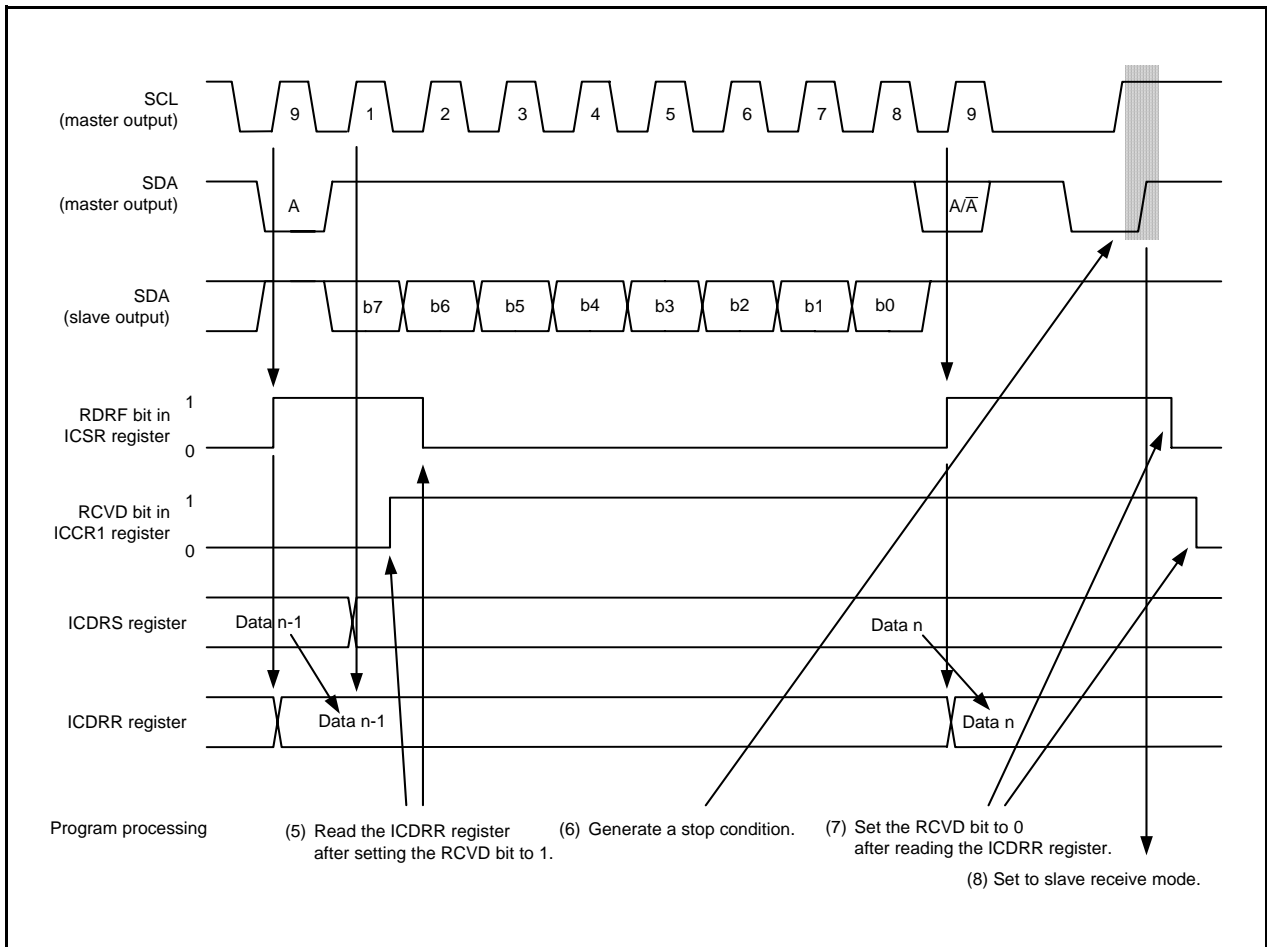 SCL
(master output)
9 1 2 3 4 5 6 7 8 9
SDA
(master output)
A A/A̅
SDA
(slave output)
b7 b6 b5 b4 b3 b2 b1 b0
RDRF bit in
ICSR register
1
0
RCVD bit in
ICCR1 register
1
0
ICDRS register
Data n-1 Data n
ICDRR register
Data n-1 Data n
Program processing
(5) Read the ICDRR register
after setting the RCVD bit to 1.
(6) Generate a stop condition.
(7) Set the RCVD bit to 0
after reading the ICDRR register.
(8) Set to slave receive mode.